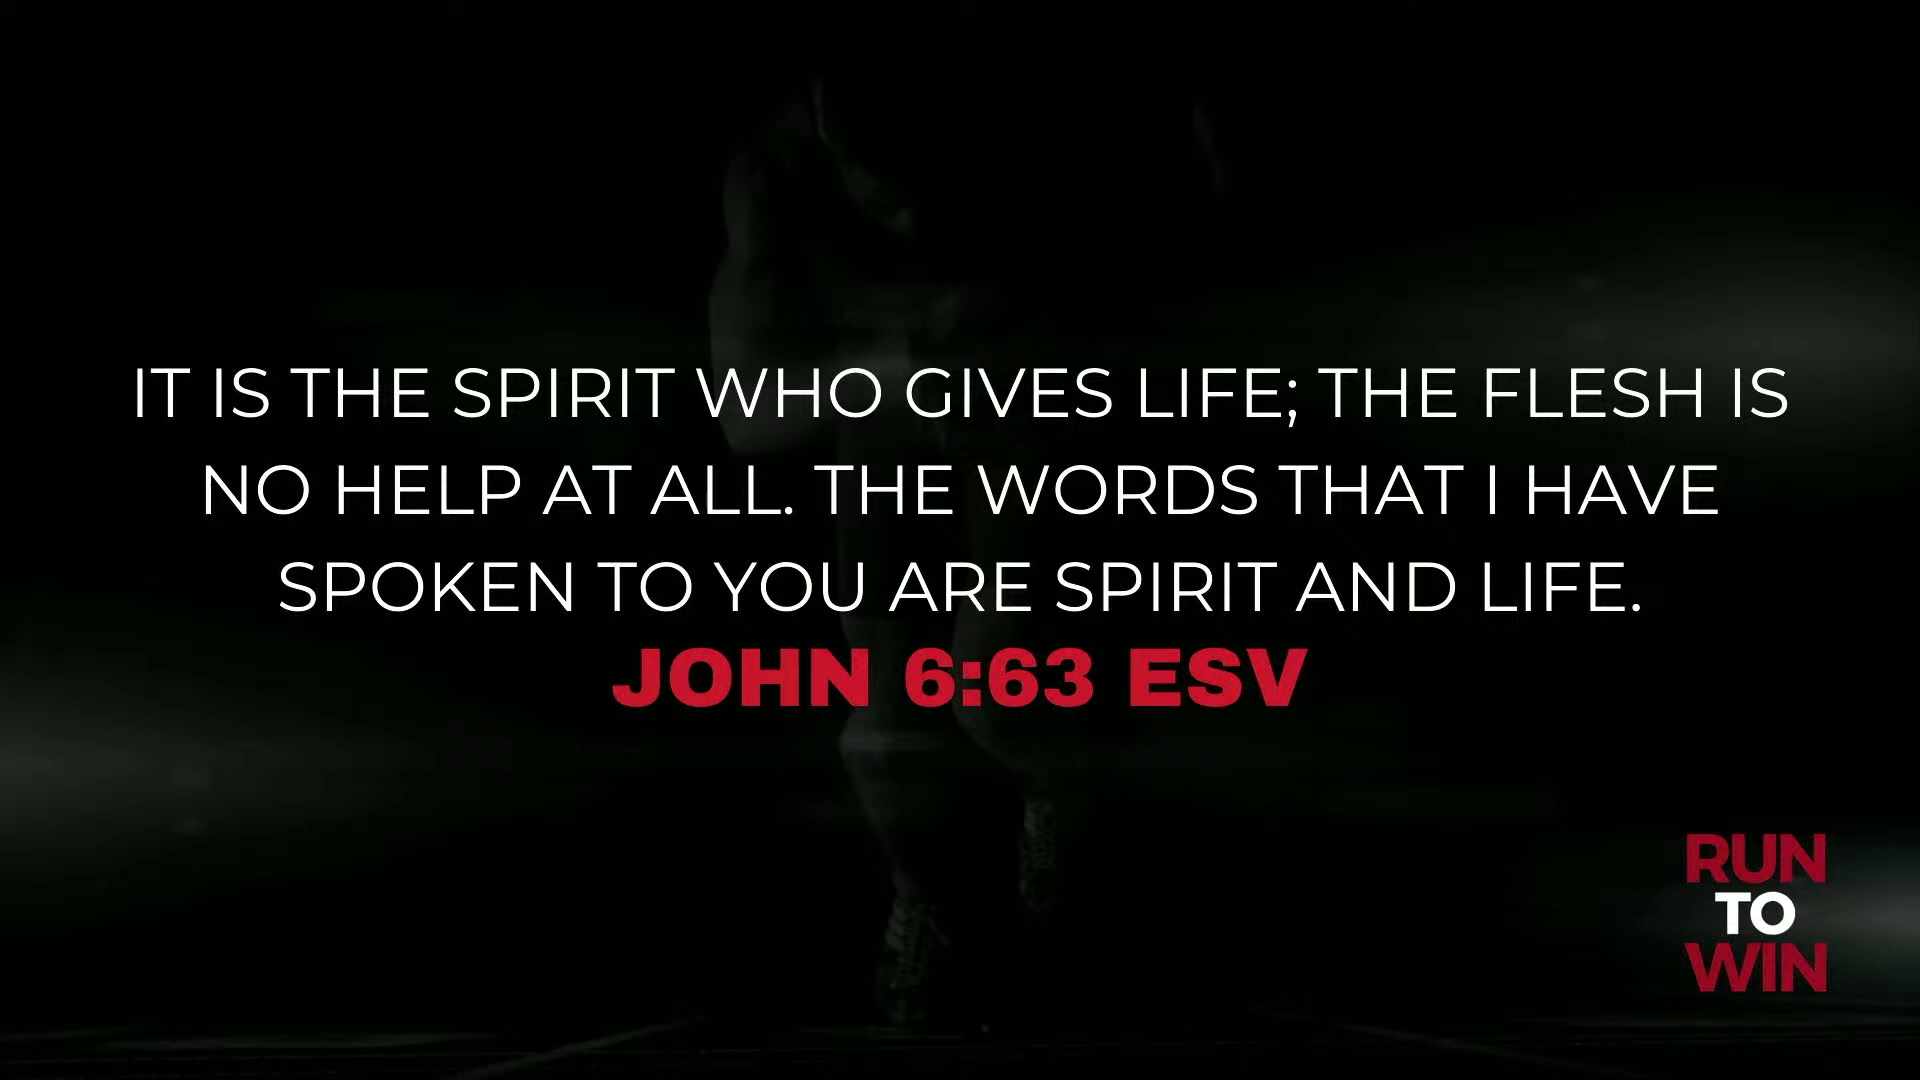 IT IS THE SPIRIT WHO GIVES LIFE; THE FLESH IS
NO HELP AT ALL. THE WORDS THAT I HAVE
SPOKEN TO YOU ARE SPIRIT AND LIFE.
JOHN 6:63 ESV
RUN
TO
WIN